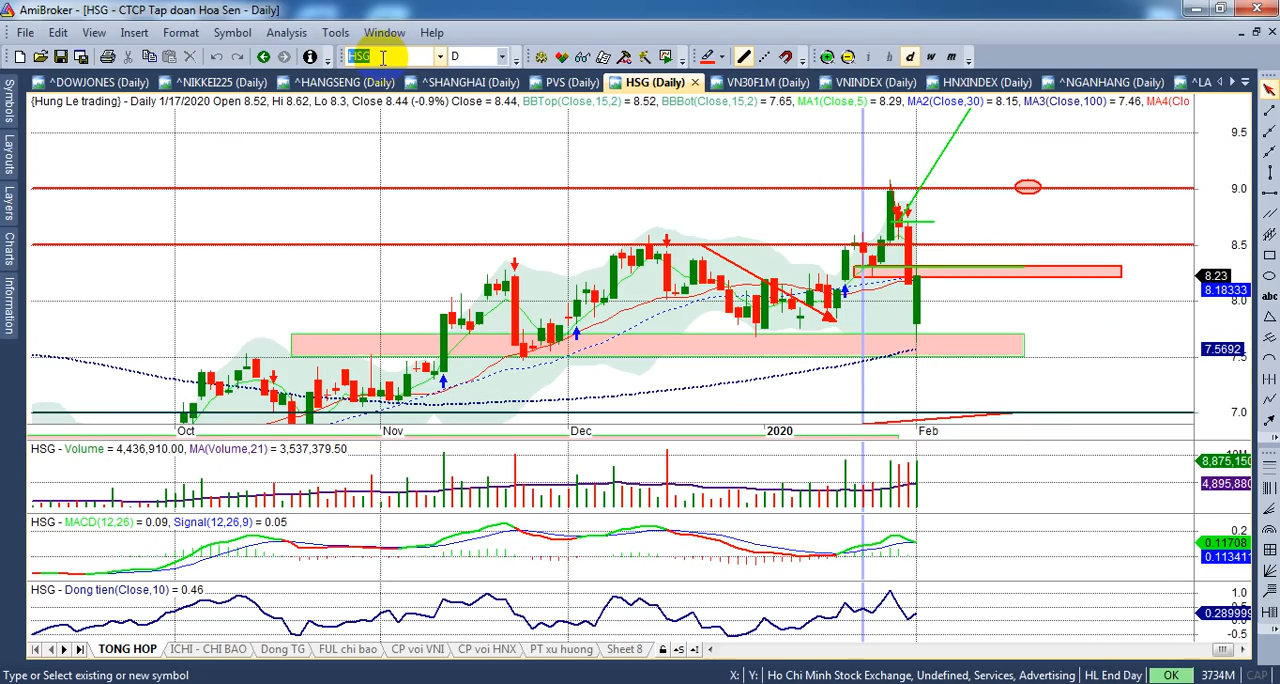 AmiBroker - [HSG - CTCP Tap doan Hoa Sen - Daily]
File Edit View Insert Format Symbol Analysis Tools Window Help
HSG D d w m
^DOWJONES (Daily) ^NIKKEI225 (Daily) ^HANGSENG (Daily) ^SHANGHAI (Daily) PVS (Daily) HSG (Daily) VN30F1M (Daily) VNINDEX (Daily) HNXINDEX (Daily) ^NGANHANG (Daily) ^LA
{Hung Le trading} - Daily 1/17/2020 Open 8.52, Hi 8.62, Lo 8.3, Close 8.44 (-0.9%) Close = 8.44, BBTop(Close,15,2) = 8.52, BBBot(Close,15,2) = 7.65, MA1(Close,5) = 8.29, MA2(Close,30) = 8.15, MA3(Close,100) = 7.46, MA4(Clo
Symbols
Layouts
Layers
Charts
Information
abc
9.5
9.0
8.5
8.23
8.18333
8.0
7.5692
7.5
7.0
Oct Nov Dec 2020 Feb
HSG - Volume = 4,436,910.00, MA(Volume,21) = 3,537,379.50
8,875,150
4,895,880
HSG - MACD(12,26) = 0.09, Signal(12,26,9) = 0.05
0.2
0.11708
0.113411
HSG - Dong tien(Close,10) = 0.46
1.0
0.289999
-0.5
TONG HOP ICHI - CHI BAO Dong TG FUL chi bao CP voi VNI CP voi HNX PT xu huong Sheet 8
Type or Select existing or new symbol X: Y: Ho Chi Minh Stock Exchange, Undefined, Services, Advertising HL End Day OK 3734M CAP